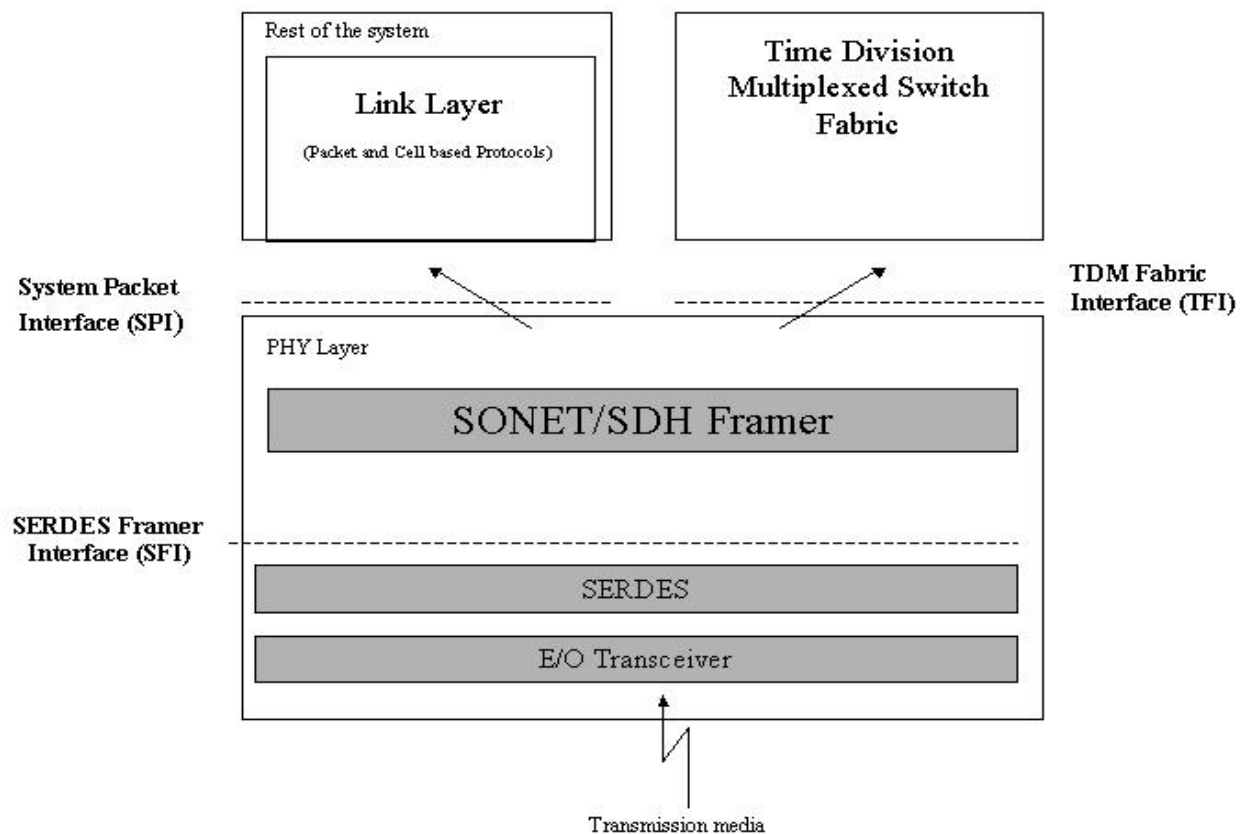 Rest of the system
Link Layer
(Packet and Cell based Protocols)
Time Division
Multiplexed Switch
Fabric
System Packet
Interface (SPI)
TDM Fabric
Interface (TFI)
PHY Layer
SONET/SDH Framer
SERDES Framer
Interface (SFI)
SERDES
E/O Transceiver
Transmission media